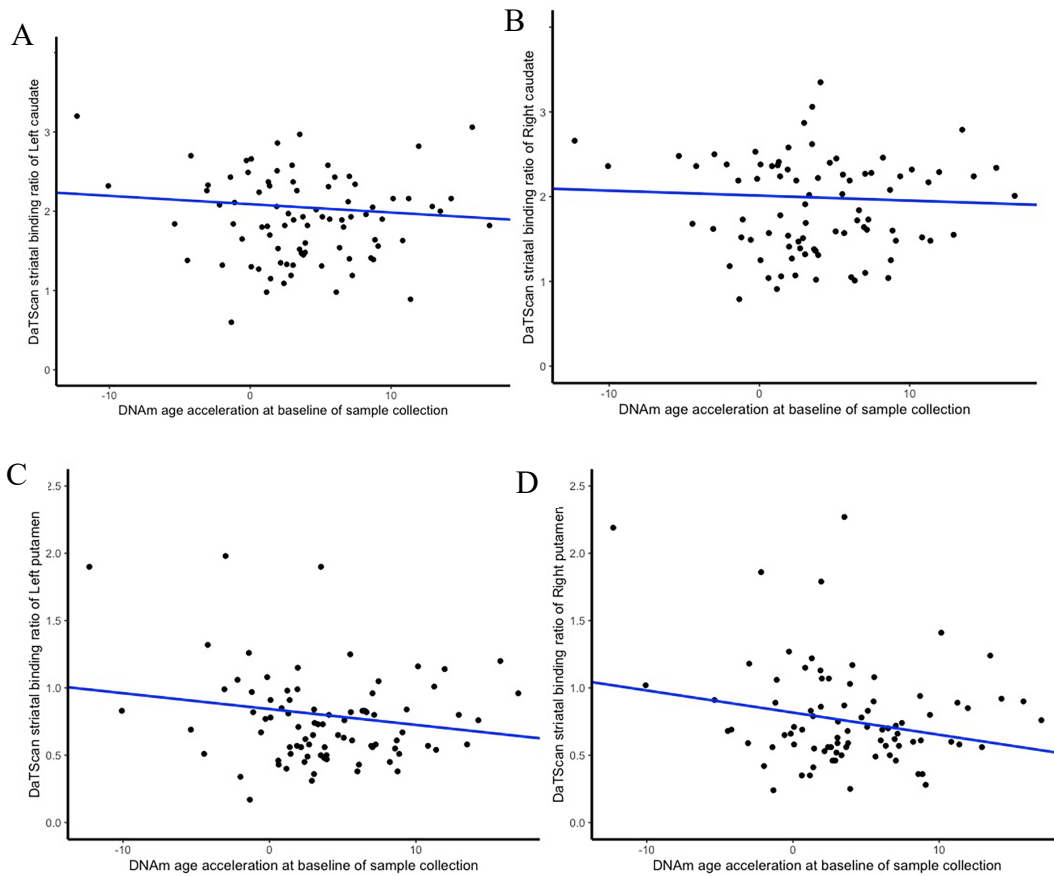 A
DaTScan striatal binding ratio of Left caudate
3
2
1
0
-10
0
10
DNAm age acceleration at baseline of sample collection
B
DaTScan striatal binding ratio of Right caudate
3
2
1
0
-10
0
10
DNAm age acceleration at baseline of sample collection
C
DaTScan striatal binding ratio of Left putamen
2.5
2.0
1.5
1.0
0.5
0.0
-10
0
10
DNAm age acceleration at baseline of sample collection
D
DaTScan striatal binding ratio of Right putamen
2.5
2.0
1.5
1.0
0.5
0.0
-10
0
10
DNAm age acceleration at baseline of sample collection